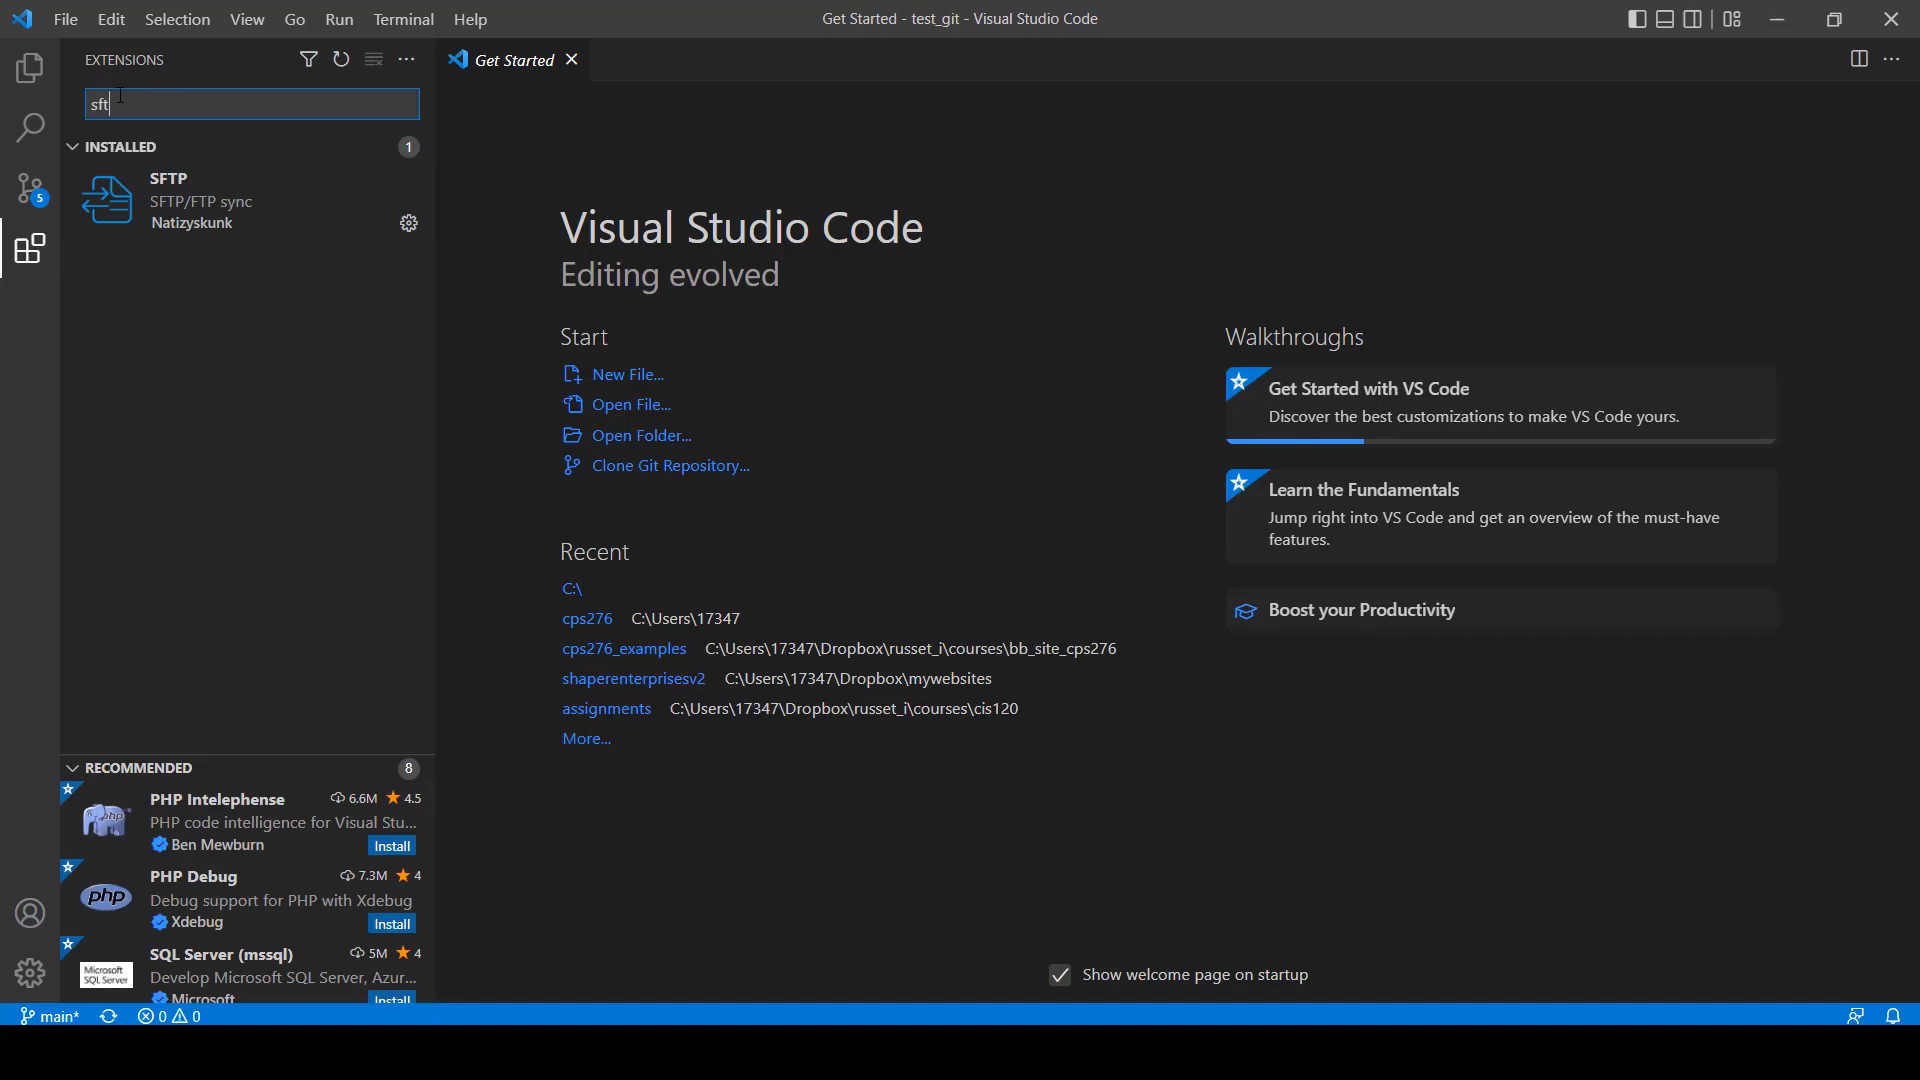 File Edit Selection View Go Run Terminal Help
Get Started - test_git - Visual Studio Code
EXTENSIONS
Get Started
sft
INSTALLED 1
SFTP
SFTP/FTP sync
Natizyskunk
5
Visual Studio Code
Editing evolved
Start
New File...
Open File...
Open Folder...
Clone Git Repository...
Recent
C:\
cps276 C:\Users\17347
cps276_examples C:\Users\17347\Dropbox\russet_i\courses\bb_site_cps276
shaperenterprisesv2 C:\Users\17347\Dropbox\mywebsites
assignments C:\Users\17347\Dropbox\russet_i\courses\cis120
More...
Walkthroughs
Get Started with VS Code
Discover the best customizations to make VS Code yours.
Learn the Fundamentals
Jump right into VS Code and get an overview of the must-have
features.
Boost your Productivity
RECOMMENDED 8
PHP Intelephense 6.6M 4.5
PHP code intelligence for Visual Stu...
Ben Mewburn Install
php
PHP Debug 7.3M 4
Debug support for PHP with Xdebug
Xdebug Install
php
SQL Server (mssql) 5M 4
Develop Microsoft SQL Server, Azur...
Microsoft Install
Microsoft
SQL Server
Show welcome page on startup
main* 0 0